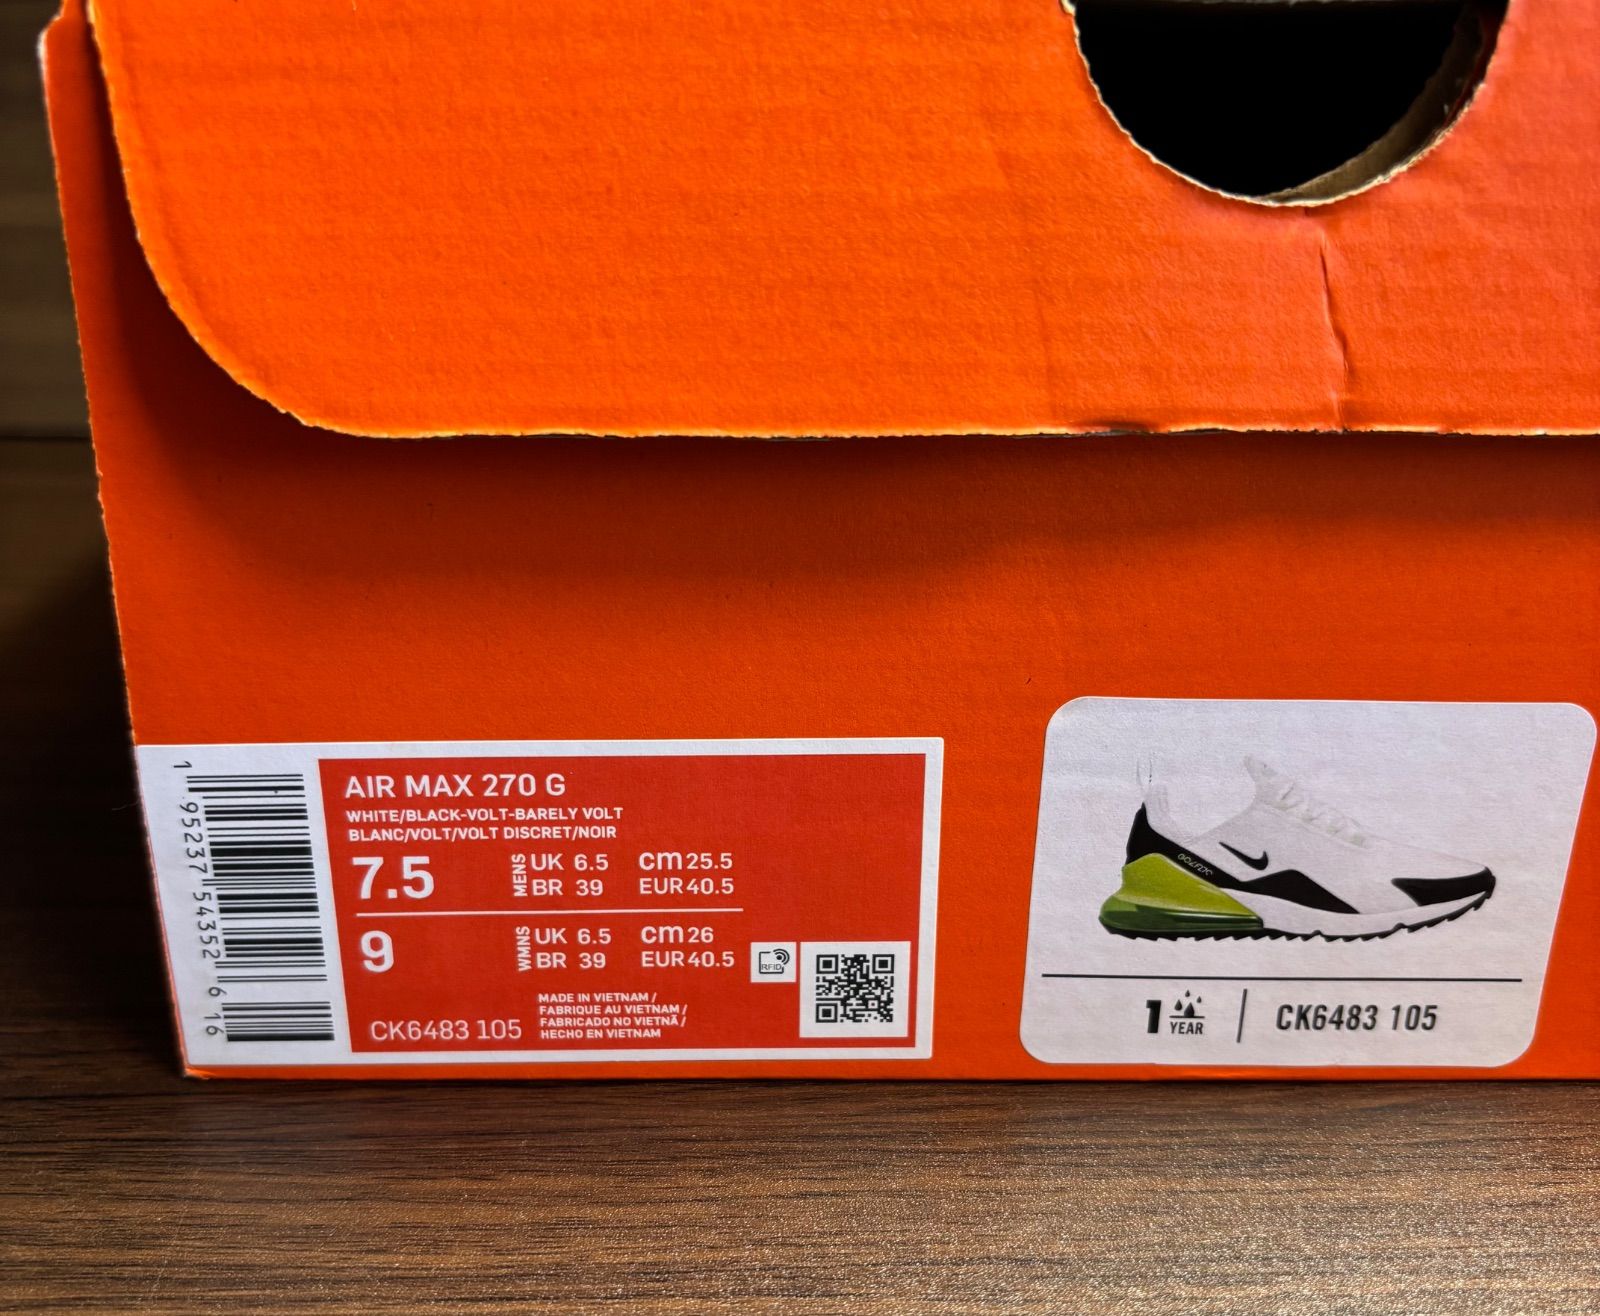 AIR MAX 270 G
WHITE/BLACK-VOLT-BARELY VOLT
BLANC/VOLT/VOLT DISCRET/NOIR
7.5 MENS UK 6.5 cm 25.5
BR 39 EUR 40.5
9 WMNS UK 6.5 cm 26
BR 39 EUR 40.5
RFID
CK6483 105
MADE IN VIETNAM /
FABRIQUE AU VIETNAM /
FABRICADO NO VIETNÃ /
HECHO EN VIETNAM
1 95237 54352 6 16
1 YEAR | CK6483 105